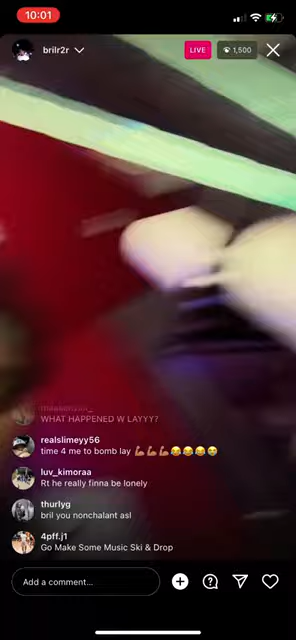 10:01
brilr2r
LIVE
1,500
WHAT HAPPENED W LAYYY?
realslimeyy56
time 4 me to bomb lay 💪💪💪😂😂😂😭
luv_kimoraa
Rt he really finna be lonely
thurlyg
bril you nonchalant asl
4pff.j1
Go Make Some Music Ski & Drop
Add a comment...